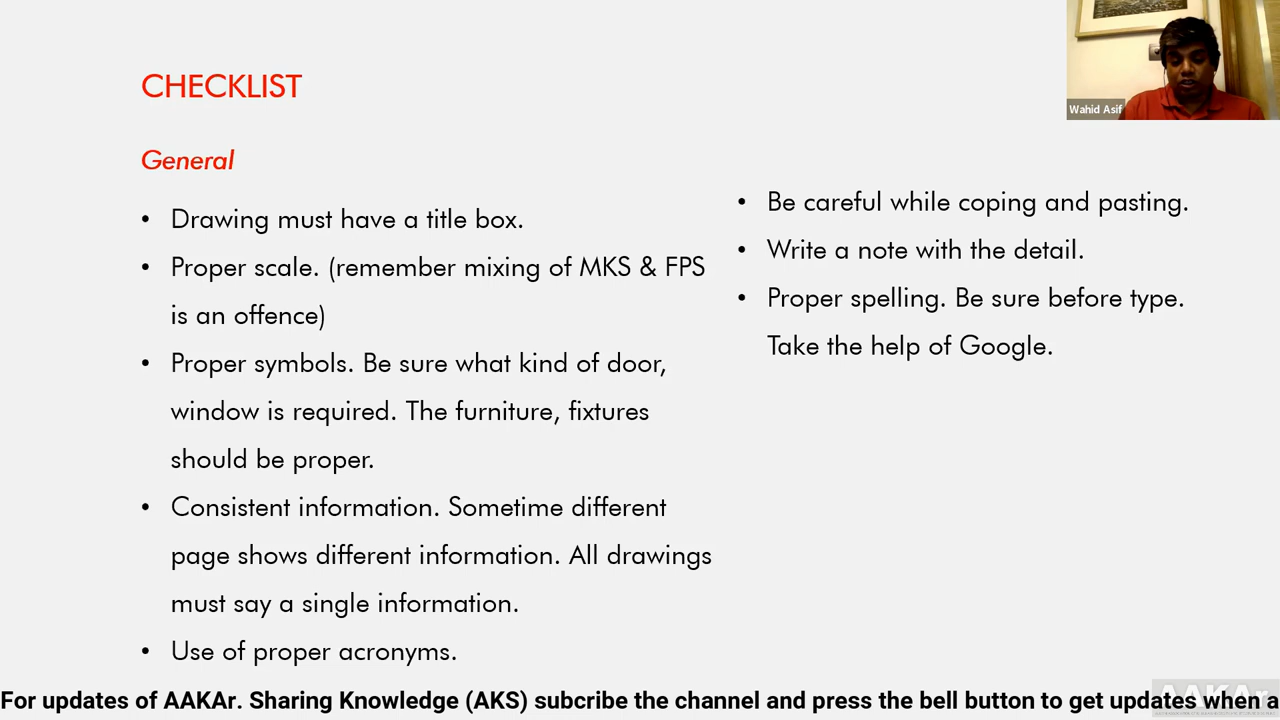 CHECKLIST
General
• Drawing must have a title box.
• Proper scale. (remember mixing of MKS & FPS
is an offence)
• Proper symbols. Be sure what kind of door,
window is required. The furniture, fixtures
should be proper.
• Consistent information. Sometime different
page shows different information. All drawings
must say a single information.
• Use of proper acronyms.
• Be careful while coping and pasting.
• Write a note with the detail.
• Proper spelling. Be sure before type.
Take the help of Google.
Wahid Asif
For updates of AAKAr. Sharing Knowledge (AKS) subcribe the channel and press the bell button to get updates when a
AAKAr